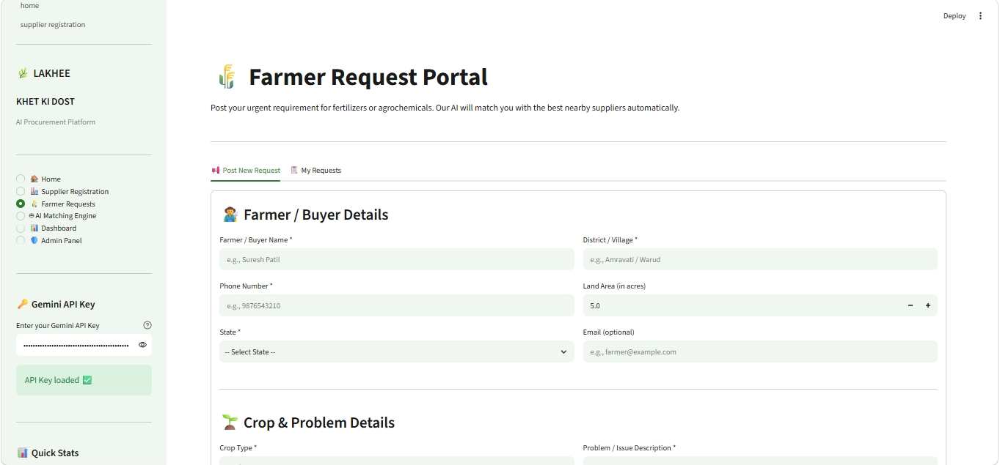 home
supplier registration
LAKHEE
KHET KI DOST
AI Procurement Platform
Home
Supplier Registration
Farmer Requests
AI Matching Engine
Dashboard
Admin Panel
Gemini API Key
Enter your Gemini API Key
API Key loaded
Quick Stats
Deploy
Farmer Request Portal
Post your urgent requirement for fertilizers or agrochemicals. Our AI will match you with the best nearby suppliers automatically.
Post New Request
My Requests
Farmer / Buyer Details
Farmer / Buyer Name *
District / Village *
e.g., Suresh Patil
e.g., Amravati / Warud
Phone Number *
Land Area (in acres)
e.g., 9876543210
5.0
State *
Email (optional)
-- Select State --
e.g., farmer@example.com
Crop & Problem Details
Crop Type *
Problem / Issue Description *